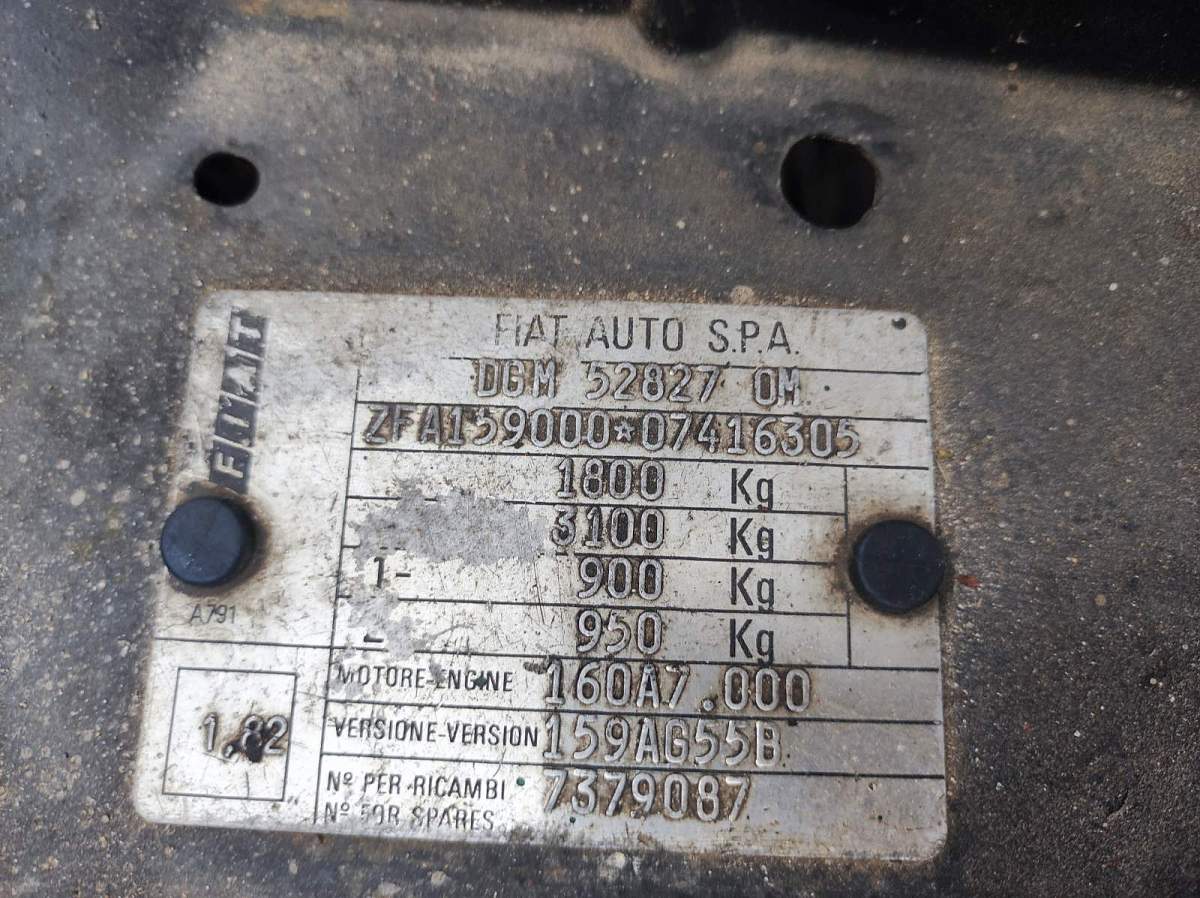 FIAT
FIAT AUTO S.P.A.
DGM 52827 OM
ZFA159000*07416305
1800 Kg
3100 Kg
1- 900 Kg
2- 950 Kg
A791
MOTORE-ENGINE 160A7.000
VERSIONE-VERSION 159AG55B
1.82
Nº PER RICAMBI 7379087
Nº FOR SPARES